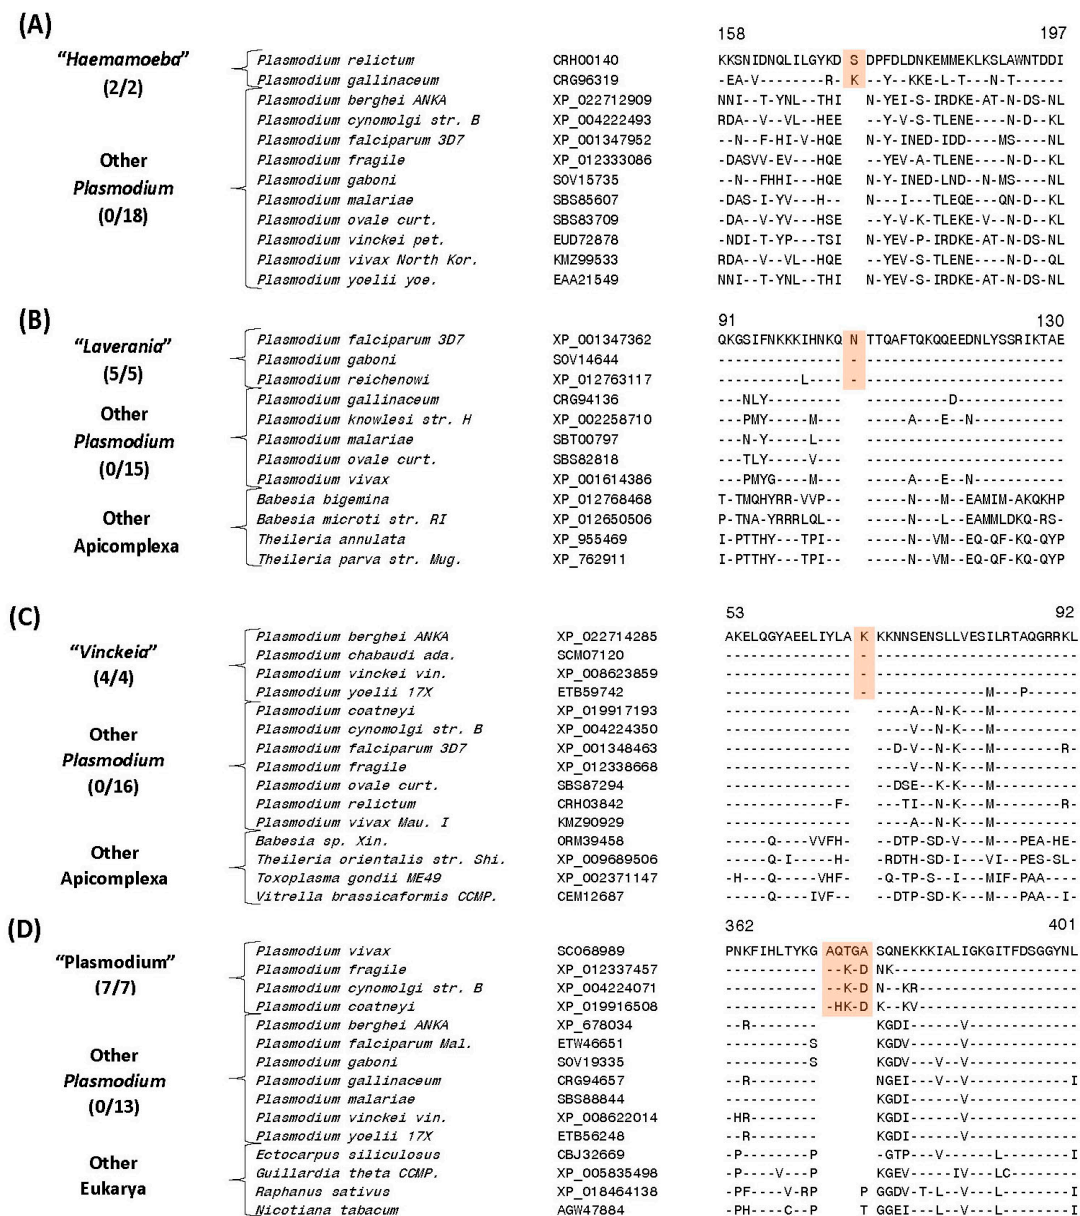 (A)
158 197
"Haemamoeba"
(2/2)
Plasmodium relictum CRH00140 KKSNIDNQLILGYKD S DPFDLDNKEMMEKLKSLAWNTDDI
Plasmodium gallinaceum CRG96319 -EA-V--------R- K --Y--KKE-L-T---N-T------
Other
Plasmodium
(0/18)
Plasmodium berghei ANKA XP_022712909 NNI--T-YNL--THI N-YEI-S-IRDKE-AT-N-DS-NL
Plasmodium cynomolgi str. B XP_004222493 RDA--V--VL--HEE --Y-V-S-TLENE----N-D--KL
Plasmodium falciparum 3D7 XP_001347952 --N--F-HI-V-HQE N-Y-INED-IDD----MS----NL
Plasmodium fragile XP_012333086 -DASVV-EV---HQE --YEV-A-TLENE----N-D--KL
Plasmodium gaboni SOV15735 --N--FHHI---HQE N-Y-INED-LND--N-MS----NL
Plasmodium malariae SBS85607 -DAS-I-YV---H-- N---I-S-TLEQE---QN-D--KL
Plasmodium ovale curt. SBS83709 -DA--V-YV---HSE --Y-V-K-TLEVE----N-D--KL
Plasmodium vinckei pet. EUD72878 -NDI-T-YP---TSI N-YEV-P-IRDKE-AT-N-DS-NL
Plasmodium vivax North Kor. KMZ99533 RDA--V--VL--HQE --YEV-S-TLENE----N-D--QL
Plasmodium yoelii yoe. EAA21549 NNI--T-YNL--THI N-YEV-S-IRDKE-AT-N-DS-NL
(B)
91 130
"Laverania"
(5/5)
Plasmodium falciparum 3D7 XP_001347362 QKGSIFNKKKIHNKQ N TTQAFTQKQQEEDNLYSSRIKTAE
Plasmodium gaboni SOV14644 --------------- - ------------------------
Plasmodium reichenowi XP_012763117 ----------L---- - ------------------------
Other
Plasmodium
(0/15)
Plasmodium gallinaceum CRG94136 ---NLY--------- ----------D-------------
Plasmodium knowlesi str. H XP_002258710 ---PMY-----M--- -----A---E--N-----------
Plasmodium malariae SBT00797 ---N-Y-----L--- ------------------------
Plasmodium ovale curt. SBS82818 ---TLY-----V--- ------------------------
Plasmodium vivax XP_001614386 ---PMYG----M--- -----A---E--N-----------
Other
Apicomplexa
Babesia bigemina XP_012768468 T-TMQHYRR-VVP-- -----N---M--EAMIM-AKQKHP
Babesia microti str. RI XP_012650506 P-TNA-YRRRLQL-- -----N---L--EAMMLDKQ-RS-
Theileria annulata XP_955469 I-PTTHY---TPI-- -----N--VM--EQ-QF-KQ-QYP
Theileria parva str. Mug. XP_762911 I-PTTHY---TPI-- -----N--VM--EQ-QF-KQ-QYP
(C)
53 92
"Vinckeia"
(4/4)
Plasmodium berghei ANKA XP_022714285 AKELQGYAEELIYLA K KKNNSENSLLVESILRTAQGRRKL
Plasmodium chabaudi ada. SCM07120 --------------- - ------------------------
Plasmodium vinckei vin. XP_008623859 --------------- - ------------------------
Plasmodium yoelii 17X ETB59742 --------------- - -------------M---P------
Other
Plasmodium
(0/16)
Plasmodium coatneyi XP_019917193 --------------- ----A--N-K---M----------
Plasmodium cynomolgi str. B XP_004224350 --------------- ----V--N-K---M----------
Plasmodium falciparum 3D7 XP_001348463 --------------- --D-V--N-K---M--------R-
Plasmodium fragile XP_012338668 --------------- ----V--N-K---M----------
Plasmodium ovale curt. SBS87294 --------------- --DSE--K-K---M----------
Plasmodium relictum CRH03842 -------------F- ---TI--N-K---M--------R-
Plasmodium vivax Mau. I KMZ90929 --------------- ----A--N-K---M----------
Other
Apicomplexa
Babesia sp. Xin. ORM39458 -----Q----VVFH- --DTP-SD-V---M---PEA-HE-
Theileria orientalis str. Shi. XP_009689506 -----Q-I-----H- -RDTH-SD-I---VI--PES-SL-
Toxoplasma gondii ME49 XP_002371147 -H---Q-----VHF- -Q-TP-S--I---MIF-PAA----
Vitrella brassicaformis CCMP. CEM12687 -----Q----IVF-- --DTP-SD-K---M---PAA--I-
(D)
362 401
"Plasmodium"
(7/7)
Plasmodium vivax SCO68989 PNKFIHLTYKG AQTGA SQNEKKKIALIGKGITFDSGGYNL
Plasmodium fragile XP_012337457 ----------- --K-D NK----------------------
Plasmodium cynomolgi str. B XP_004224071 ----------- --K-D N--KR-------------------
Plasmodium coatneyi XP_019916508 ----------- -HK-D K--KV-------------------
Other
Plasmodium
(0/13)
Plasmodium berghei ANKA XP_678034 --R-------- KGDI------V-------------
Plasmodium falciparum Mal. ETW46651 ----------S KGDV------V-------------
Plasmodium gaboni SOV19335 ----------S KGDV---V--V-------------
Plasmodium gallinaceum CRG94657 --R-------- NGEI---V--V------------I
Plasmodium malariae SBS88844 ----------- KGDI------V-------------
Plasmodium vinckei vin. XP_008622014 -HR-------- KGDI------V-------------
Plasmodium yoelii 17X ETB56248 --R-------- KGDI------V-------------
Other
Eukarya
Ectocarpus siliculosus CBJ32669 -P--------P -GTP---V--V----L-------I
Guillardia theta CCMP. XP_005835498 -P----V---P KGEV-----IV----LC-------
Raphanus sativus XP_018464138 -PF----V-RP P GGDV-T-L--V----L-------I
Nicotiana tabacum AGW47884 -PH----C--P T GGEI---L--V----L-------I